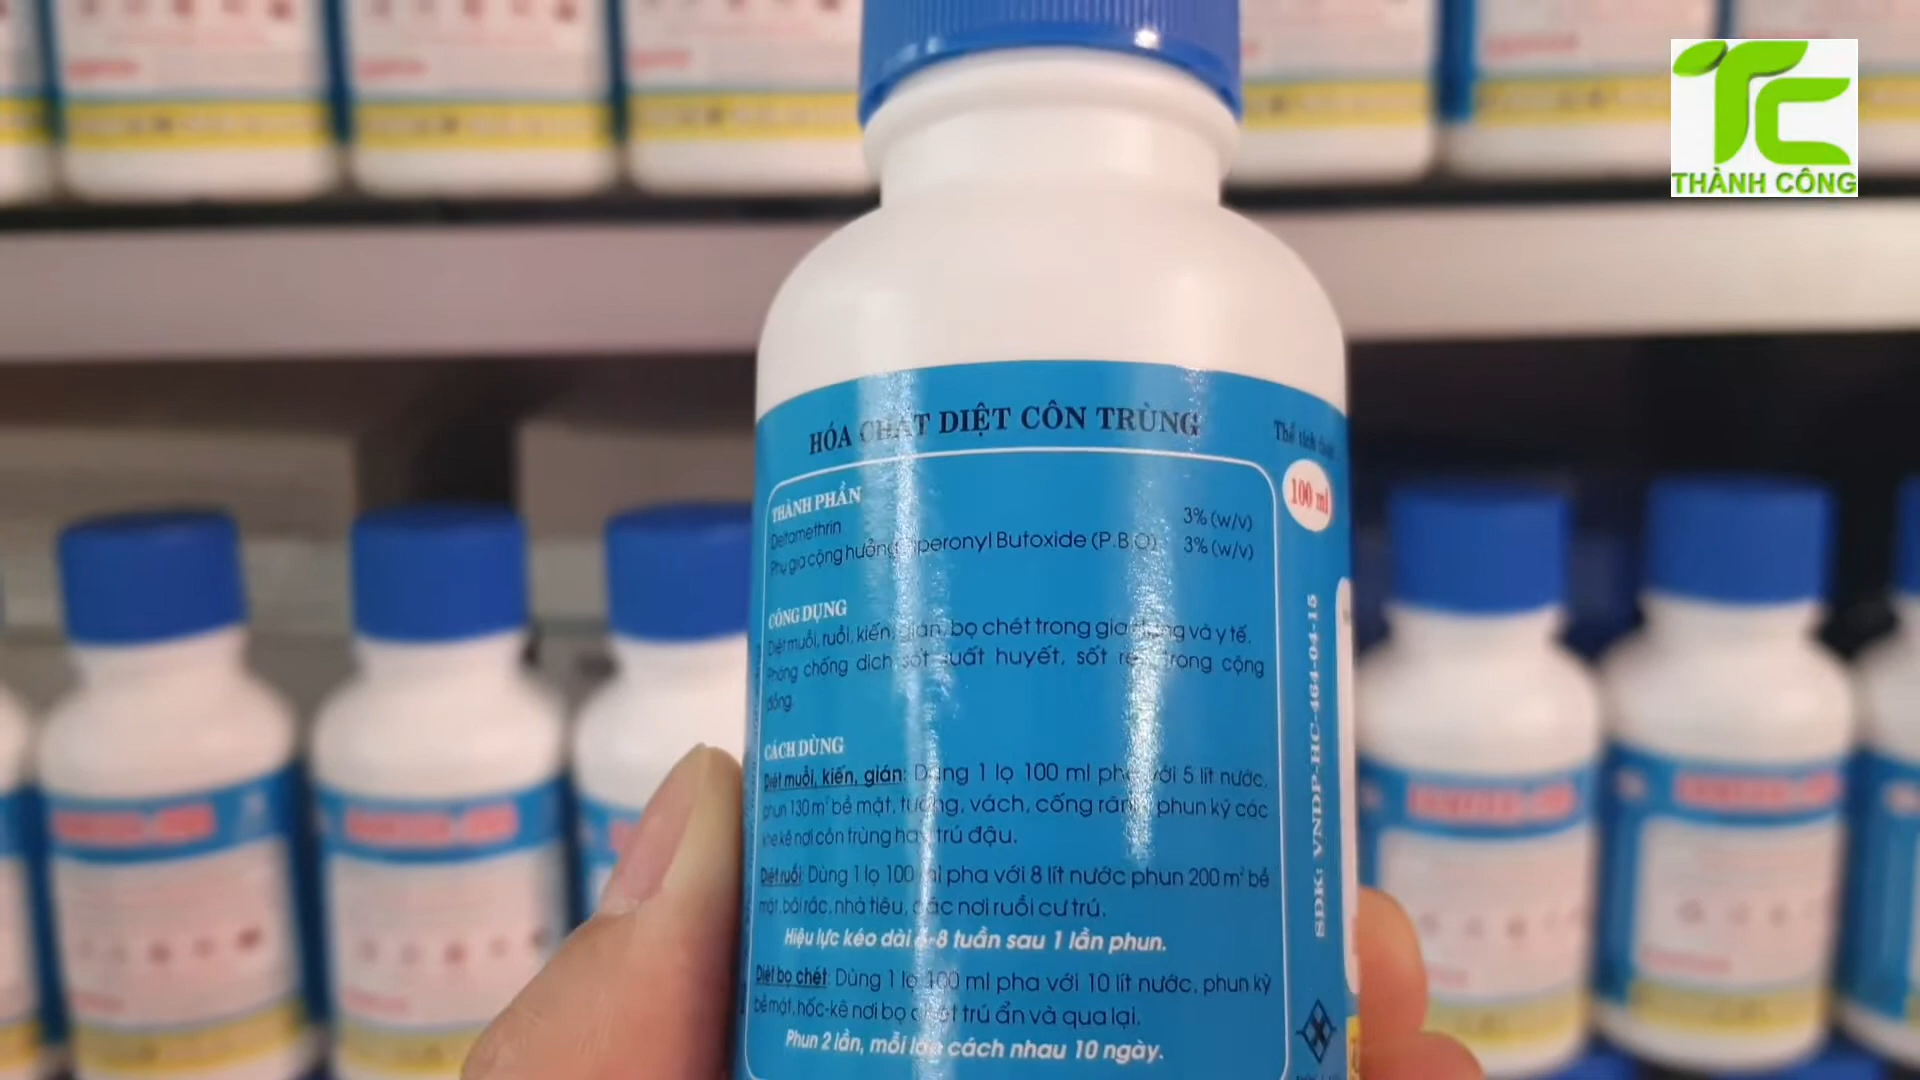 TC
THÀNH CÔNG
HÓA CHẤT DIỆT CÔN TRÙNG
Thể tích thực
100 ml
THÀNH PHẦN
Deltamethrin 3% (w/v)
Phụ gia cộng hưởng Piperonyl Butoxide (P.B.O) 3% (w/v)
CÔNG DỤNG
Diệt muỗi, ruồi, kiến, gián, bọ chét trong gia dụng và y tế.
Phòng chống dịch sốt xuất huyết, sốt rét trong cộng
đồng.
CÁCH DÙNG
Diệt muỗi, kiến, gián: Dùng 1 lọ 100 ml pha với 5 lít nước,
phun 130 m² bề mặt, tường, vách, cống rãnh, phun kỹ các
khe kẽ nơi côn trùng hay trú đậu.
Diệt ruồi: Dùng 1 lọ 100 ml pha với 8 lít nước phun 200 m² bề
mặt, bãi rác, nhà tiêu, các nơi ruồi cư trú.
Hiệu lực kéo dài 8 tuần sau 1 lần phun.
Diệt bọ chét: Dùng 1 lọ 100 ml pha với 10 lít nước, phun kỹ
bề mặt, hốc-kẽ nơi bọ chét trú ẩn và qua lại.
Phun 2 lần, mỗi lần cách nhau 10 ngày.
SDK: VNDP-HC-464-04-15